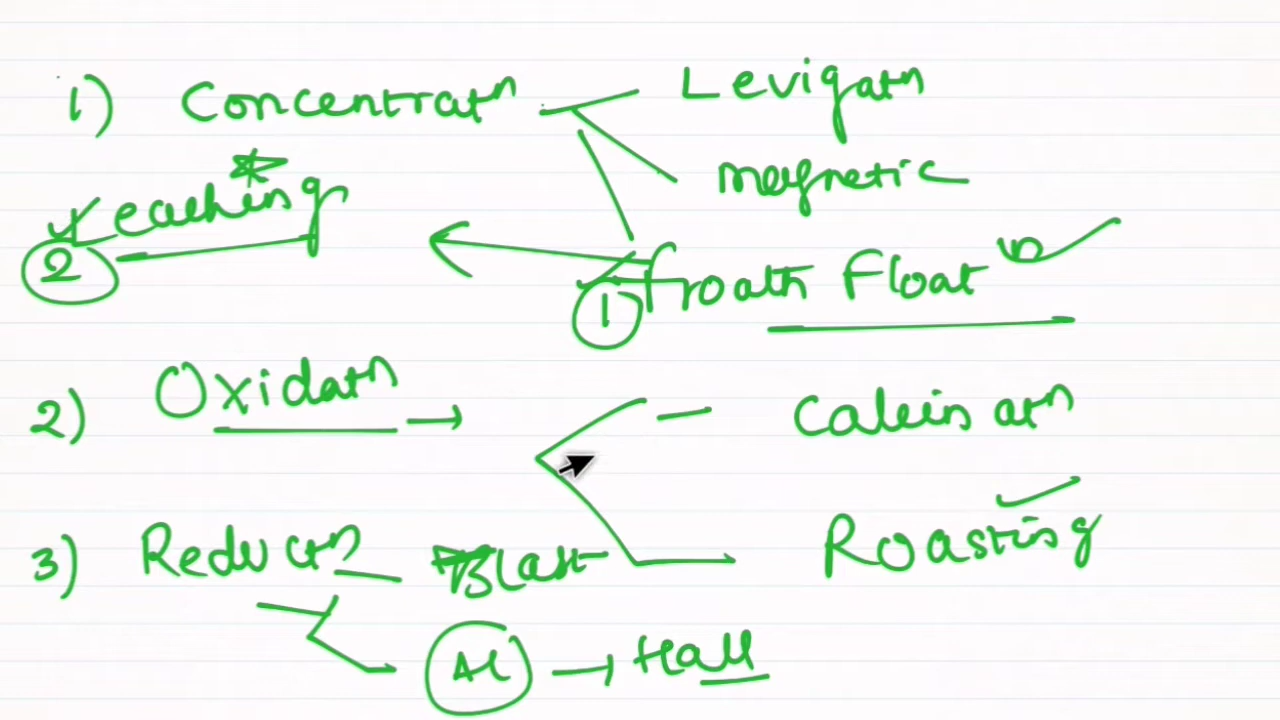 1) Concentratn Levigatn
magnetic
Leaching
2
1 froath Float
2) Oxidatn → Calcinatn
Roasting
3) Reductn Blast
Al → Hall